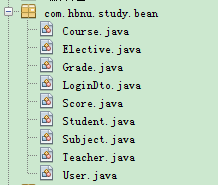 com.hbnu.study.bean
Course.java
Elective.java
Grade.java
LoginDto.java
Score.java
Student.java
Subject.java
Teacher.java
User.java